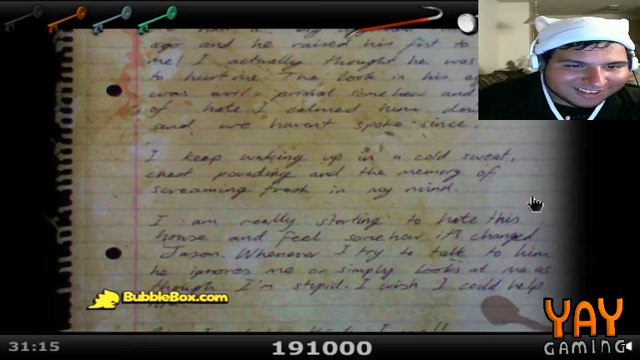 ago and he raised his fist to
me! I actually thought he was
to hurt me. The look in his
was evil, primal somehow and
of hate. I calmed him
and we haven't spoke since.
I keep waking up in a cold sweat,
chest pounding and the memory of
screaming fresh in my mind.
I am really starting to hate this
house and feel somehow it's changed
Jason. Whenever I try to talk to him
he ignores me or simply looks at me as
though I'm stupid. I wish I could help
BubbleBox.com
YAY
GAMING
31:15
191000